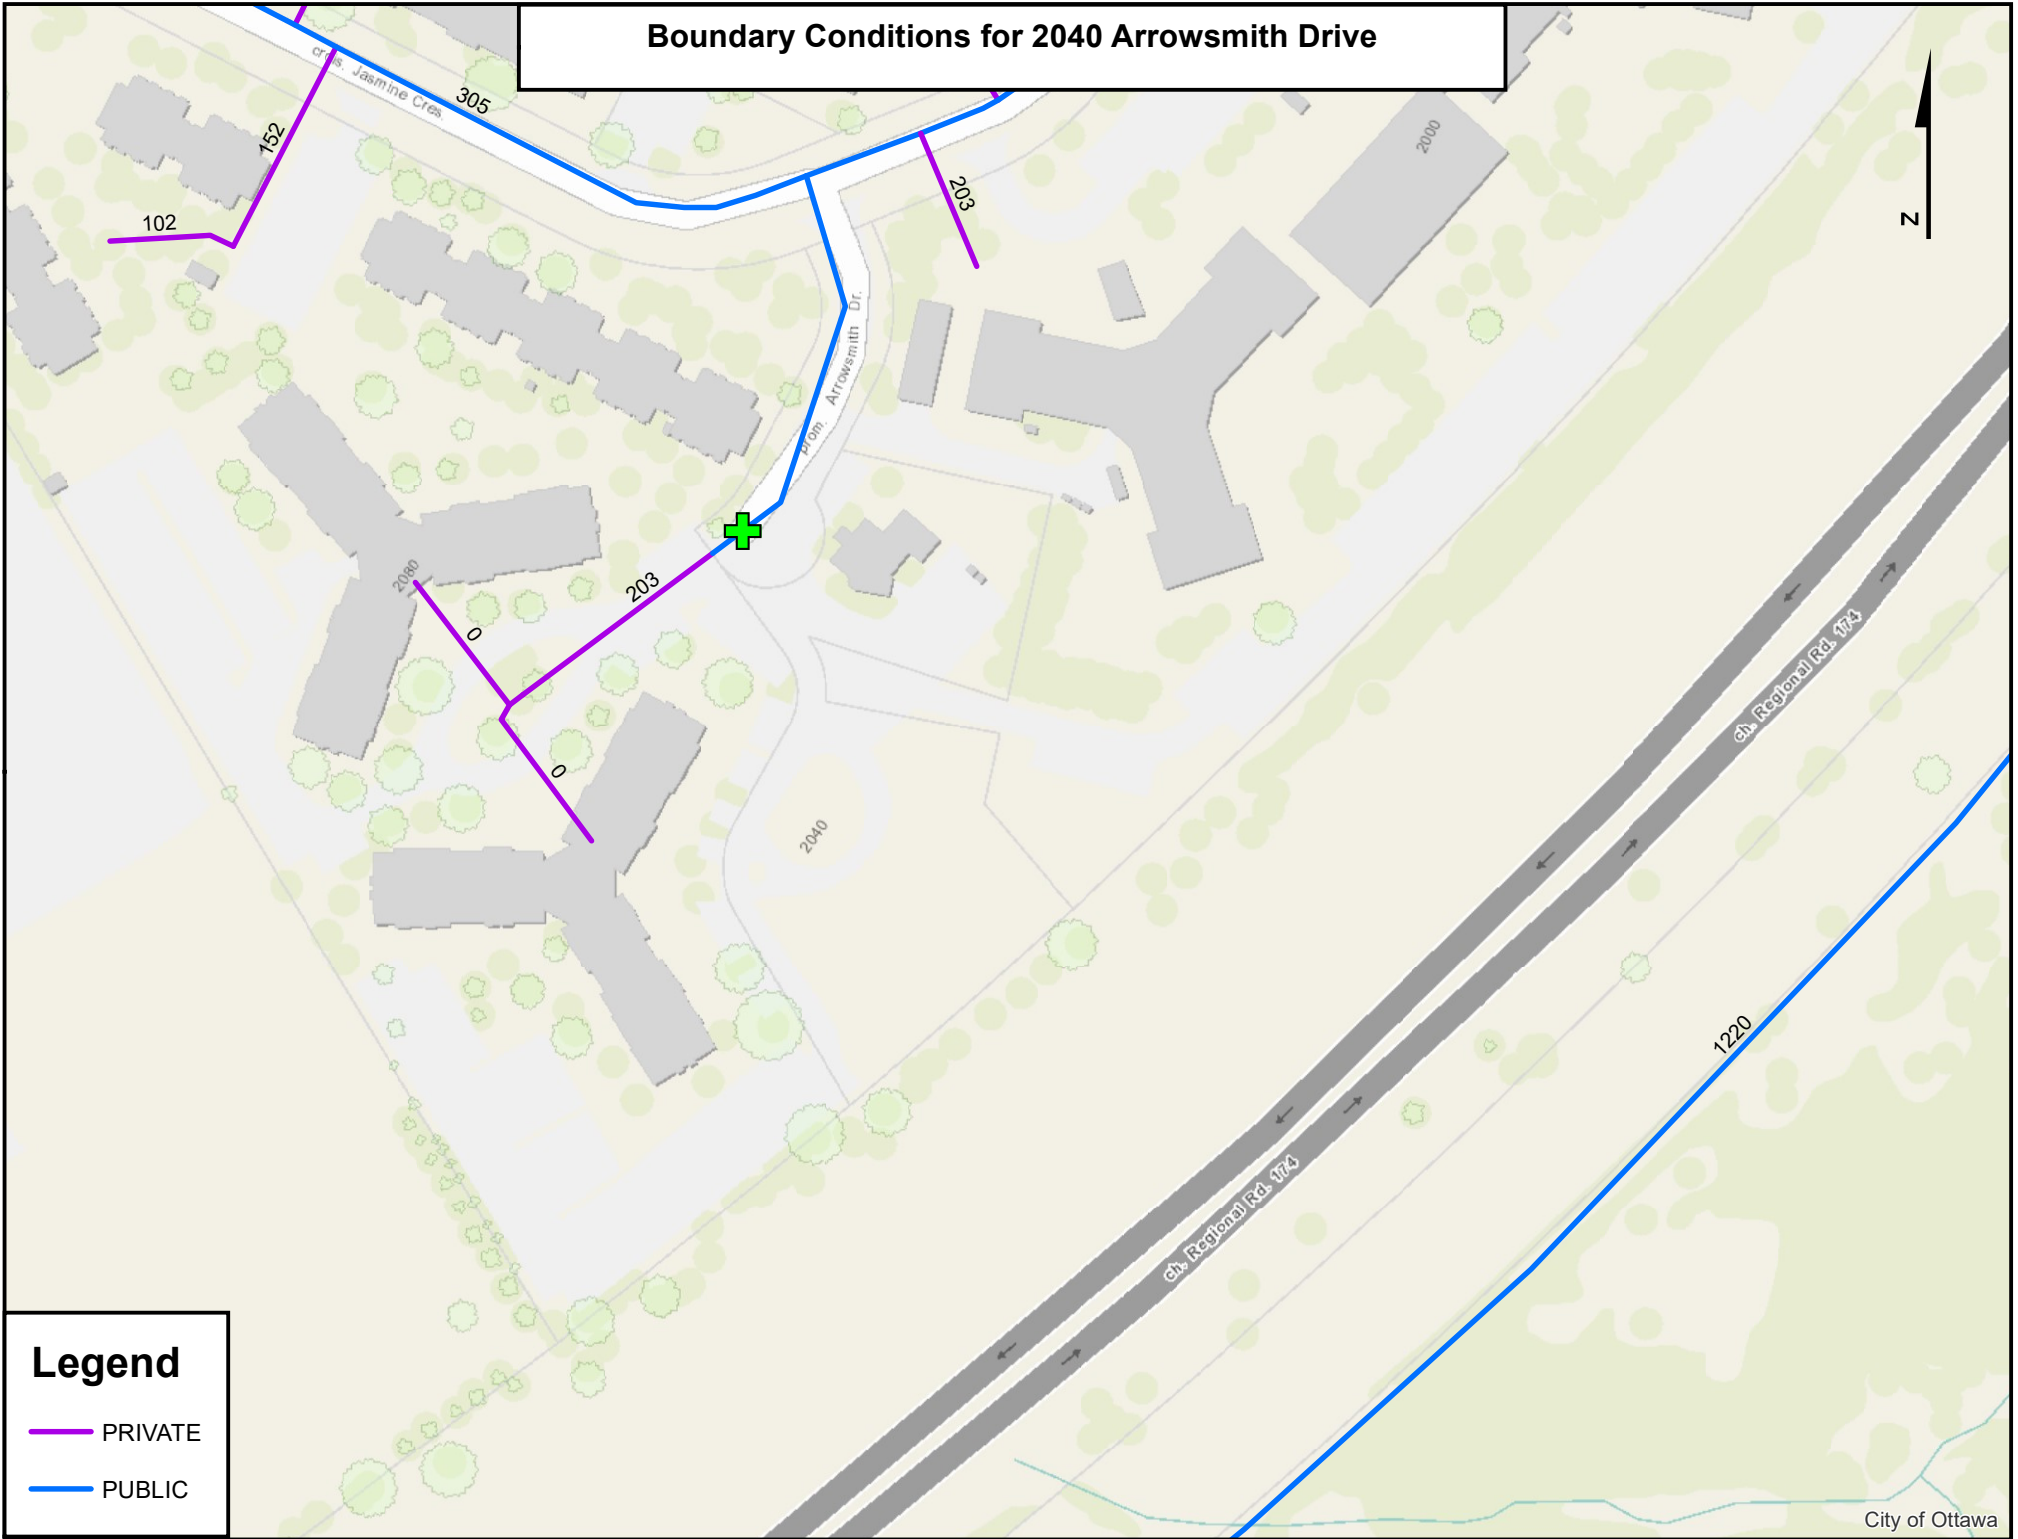 Boundary Conditions for 2040 Arrowsmith Drive
crois. Jasmine Cres.
305
152
102
203
2000
N
prom. Arrowsmith Dr.
2080
203
0
0
2040
ch. Regional Rd. 174
ch. Regional Rd. 174
1220
Legend
PRIVATE
PUBLIC
City of Ottawa